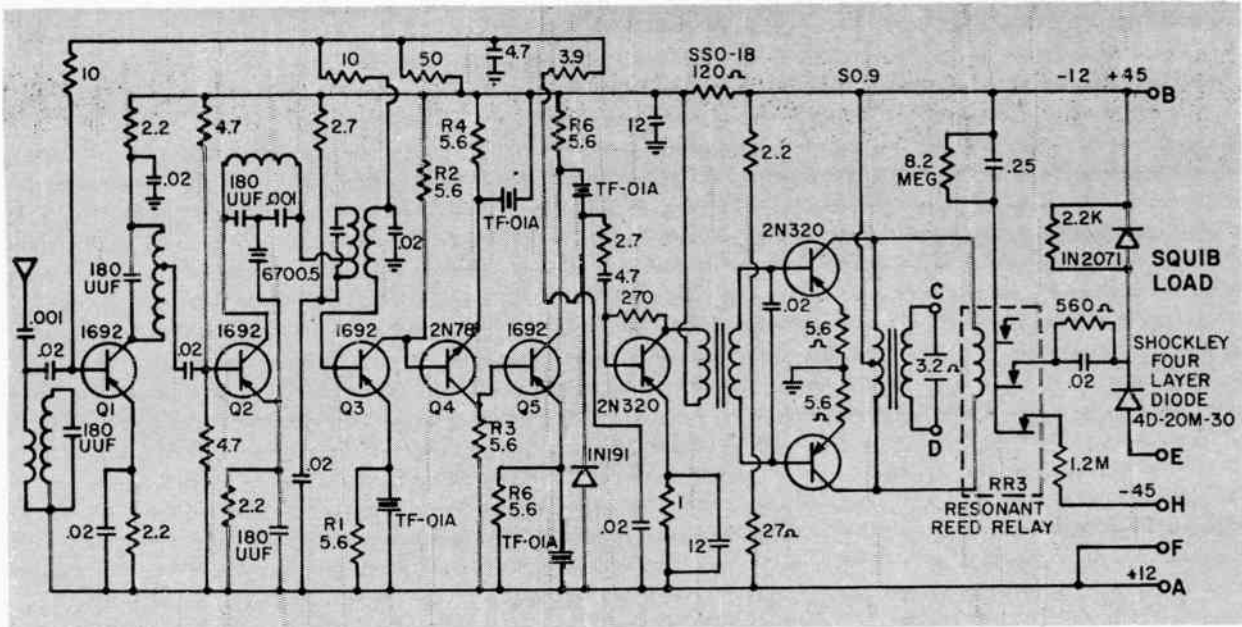 10
10
50
4.7
3.9
SSO-18
120Ω
SO.9
-12 +45
B
2.2
4.7
2.7
R4
5.6
R6
5.6
12
.02
180
UUF
.001
R2
5.6
TF-01A
TF-01A
2.2
8.2
MEG
.25
2N320
2.2K
1N2071
SQUIB
LOAD
180
UUF
6700.5
.02
2.7
4.7
270
.02
5.6
Ω
C
560Ω
.001
.02
1692
.02
1692
1692
2N78
1692
3.2Ω
.02
SHOCKLEY
FOUR
LAYER
DIODE
4D-20M-30
Q1
Q2
Q3
Q4
Q5
2N320
5.6
Ω
D
180
UUF
4.7
R3
5.6
1N191
1.2M
E
.02
2.2
2.2
180
UUF
.02
R1
5.6
TF-01A
R6
5.6
TF-01A
.02
1
12
27Ω
RR3
RESONANT
REED RELAY
-45
H
F
+12
A